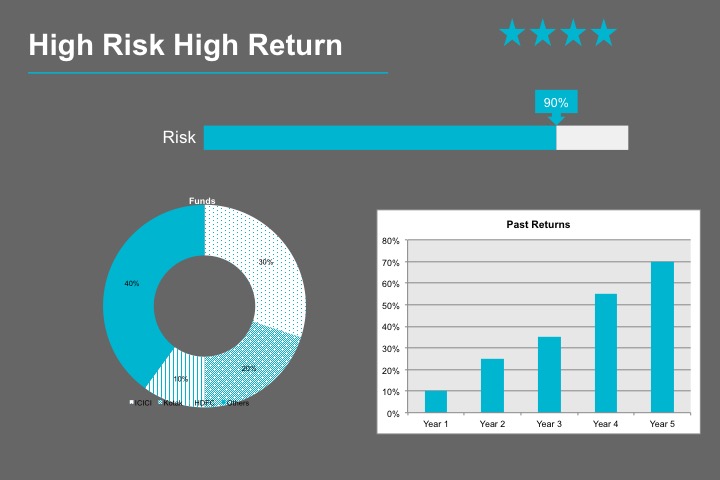 High Risk High Return
90%
Risk
Funds
30%
40%
20%
10%
ICICI Kotak HDFC Others
Past Returns
80%
70%
60%
50%
40%
30%
20%
10%
0%
Year 1 Year 2 Year 3 Year 4 Year 5